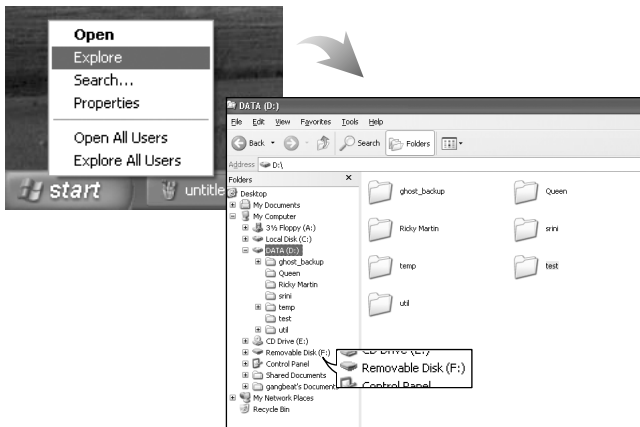 Open
Explore
Search...
Properties
Open All Users
Explore All Users
start
untitle
DATA (D:)
File Edit View Favorites Tools Help
Back Search Folders
Address D:\
Folders x
Desktop
My Documents
My Computer
3½ Floppy (A:)
Local Disk (C:)
DATA (D:)
ghost_backup
Queen
Ricky Martin
srini
temp
test
util
CD Drive (E:)
Removable Disk (F:)
Control Panel
Shared Documents
gangbeat's Documents
My Network Places
Recycle Bin
ghost_backup Queen
Ricky Martin srini
temp test
util
CD Drive (E:)
Removable Disk (F:)
Control Panel